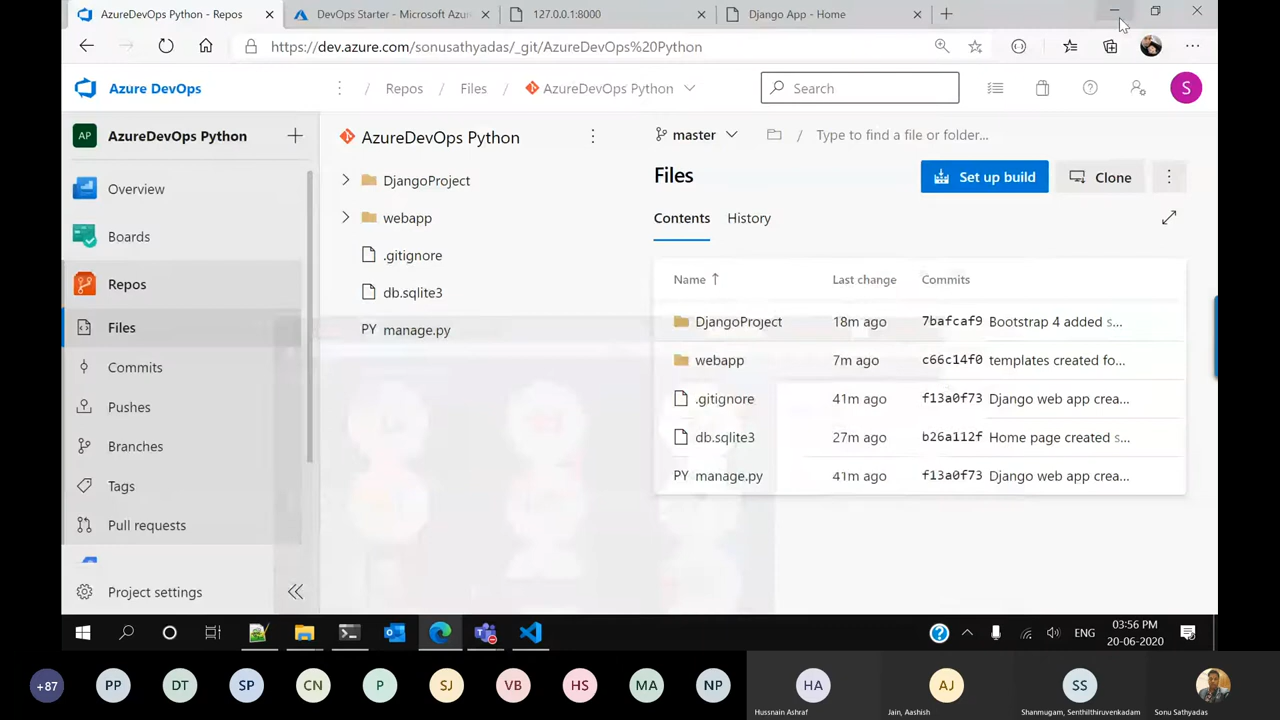 AzureDevOps Python - Repos
DevOps Starter - Microsoft Azur
127.0.0.1:8000
Django App - Home
https://dev.azure.com/sonusathyadas/_git/AzureDevOps%20Python
Azure DevOps
Repos / Files / AzureDevOps Python
Search
S
AP AzureDevOps Python
Overview
Boards
Repos
Files
Commits
Pushes
Branches
Tags
Pull requests
Project settings
AzureDevOps Python
DjangoProject
webapp
.gitignore
db.sqlite3
PY manage.py
master / Type to find a file or folder...
Files
Set up build
Clone
Contents History
Name ↑ Last change Commits
DjangoProject 18m ago 7bafcaf9 Bootstrap 4 added s...
webapp 7m ago c66c14f0 templates created fo...
.gitignore 41m ago f13a0f73 Django web app crea...
db.sqlite3 27m ago b26a112f Home page created s...
PY manage.py 41m ago f13a0f73 Django web app crea...
ENG
03:56 PM
20-06-2020
+87 PP DT SP CN P SJ VB HS MA NP HA AJ SS
Hussnain Ashraf
Jain, Aashish
Shanmugam, Senthilthiruvenkadam
Sonu Sathyadas